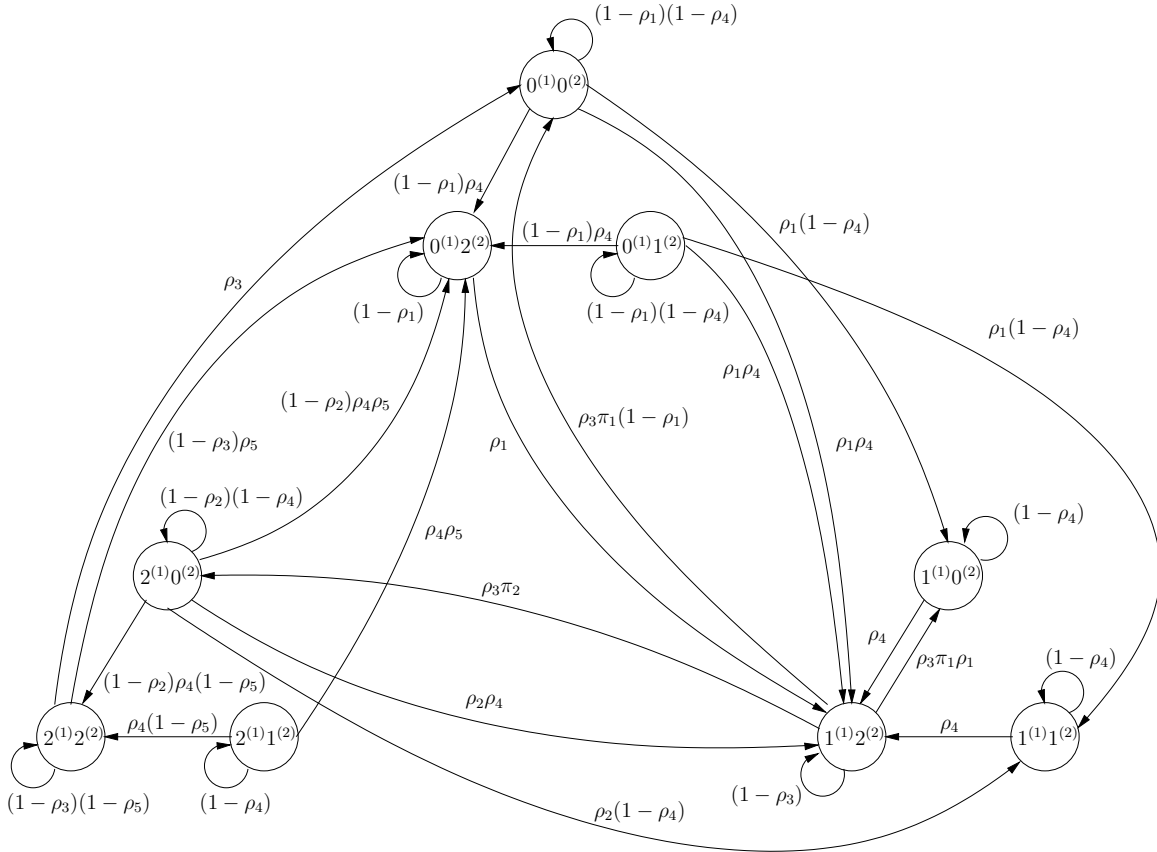 (1 − ρ₁)(1 − ρ₄)
0⁽¹⁾0⁽²⁾
(1 − ρ₁)ρ₄
ρ₁(1 − ρ₄)
0⁽¹⁾2⁽²⁾
(1 − ρ₁)ρ₄
0⁽¹⁾1⁽²⁾
ρ₃
(1 − ρ₁)
(1 − ρ₁)(1 − ρ₄)
ρ₁(1 − ρ₄)
ρ₁ρ₄
(1 − ρ₂)ρ₄ρ₅
ρ₃π₁(1 − ρ₁)
(1 − ρ₃)ρ₅
ρ₁
ρ₁ρ₄
(1 − ρ₂)(1 − ρ₄)
(1 − ρ₄)
ρ₄ρ₅
2⁽¹⁾0⁽²⁾
ρ₃π₂
1⁽¹⁾0⁽²⁾
ρ₄
ρ₃π₁ρ₁
(1 − ρ₄)
(1 − ρ₂)ρ₄(1 − ρ₅)
ρ₂ρ₄
2⁽¹⁾2⁽²⁾
ρ₄(1 − ρ₅)
2⁽¹⁾1⁽²⁾
1⁽¹⁾2⁽²⁾
ρ₄
1⁽¹⁾1⁽²⁾
(1 − ρ₃)(1 − ρ₅)
(1 − ρ₄)
(1 − ρ₃)
ρ₂(1 − ρ₄)